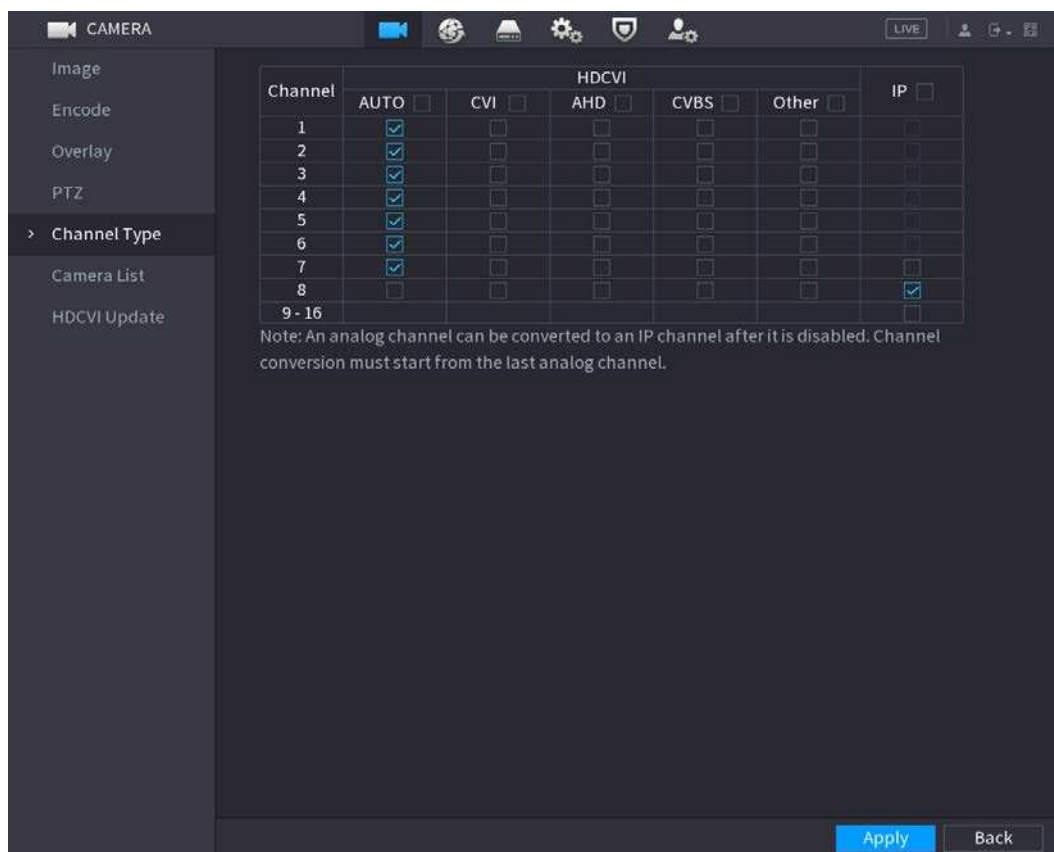 CAMERA
LIVE
Image
Encode
Overlay
PTZ
> Channel Type
Camera List
HDCVI Update
Channel HDCVI IP
AUTO CVI AHD CVBS Other
1
2
3
4
5
6
7
8
9 - 16
Note: An analog channel can be converted to an IP channel after it is disabled. Channel
conversion must start from the last analog channel.
Apply Back